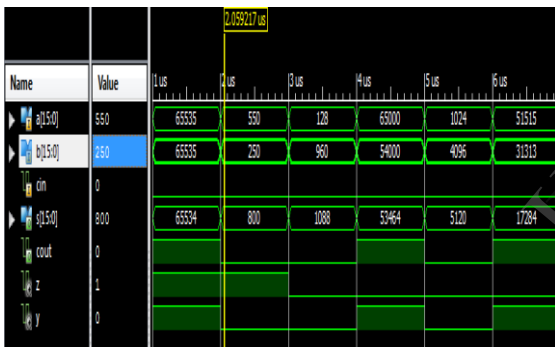 2.059217 us
Name Value 1 us 2 us 3 us 4 us 5 us 6 us
a[15:0] 550 65535 550 128 65000 1024 51515
b[15:0] 250 65535 250 960 54000 4096 31313
cin 0
s[15:0] 800 65534 800 1088 53464 5120 17284
cout 0
z 1
y 0